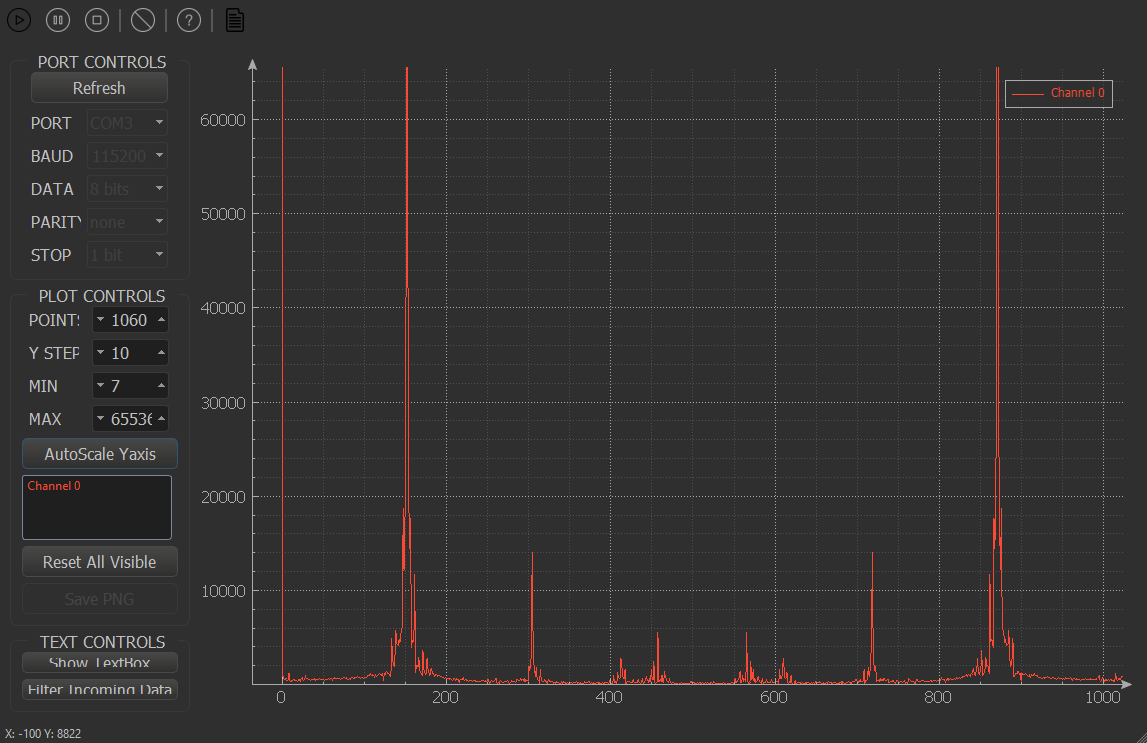 PORT CONTROLS
Refresh
PORT COM3
BAUD 115200
DATA 8 bits
PARITY none
STOP 1 bit
PLOT CONTROLS
POINTS 1060
Y STEP 10
MIN 7
MAX 65536
AutoScale Yaxis
Channel 0
Reset All Visible
Save PNG
TEXT CONTROLS
Show TextBox
Filter Incoming Data
X: -100 Y: 8822
?
Channel 0
60000
50000
40000
30000
20000
10000
0 200 400 600 800 1000